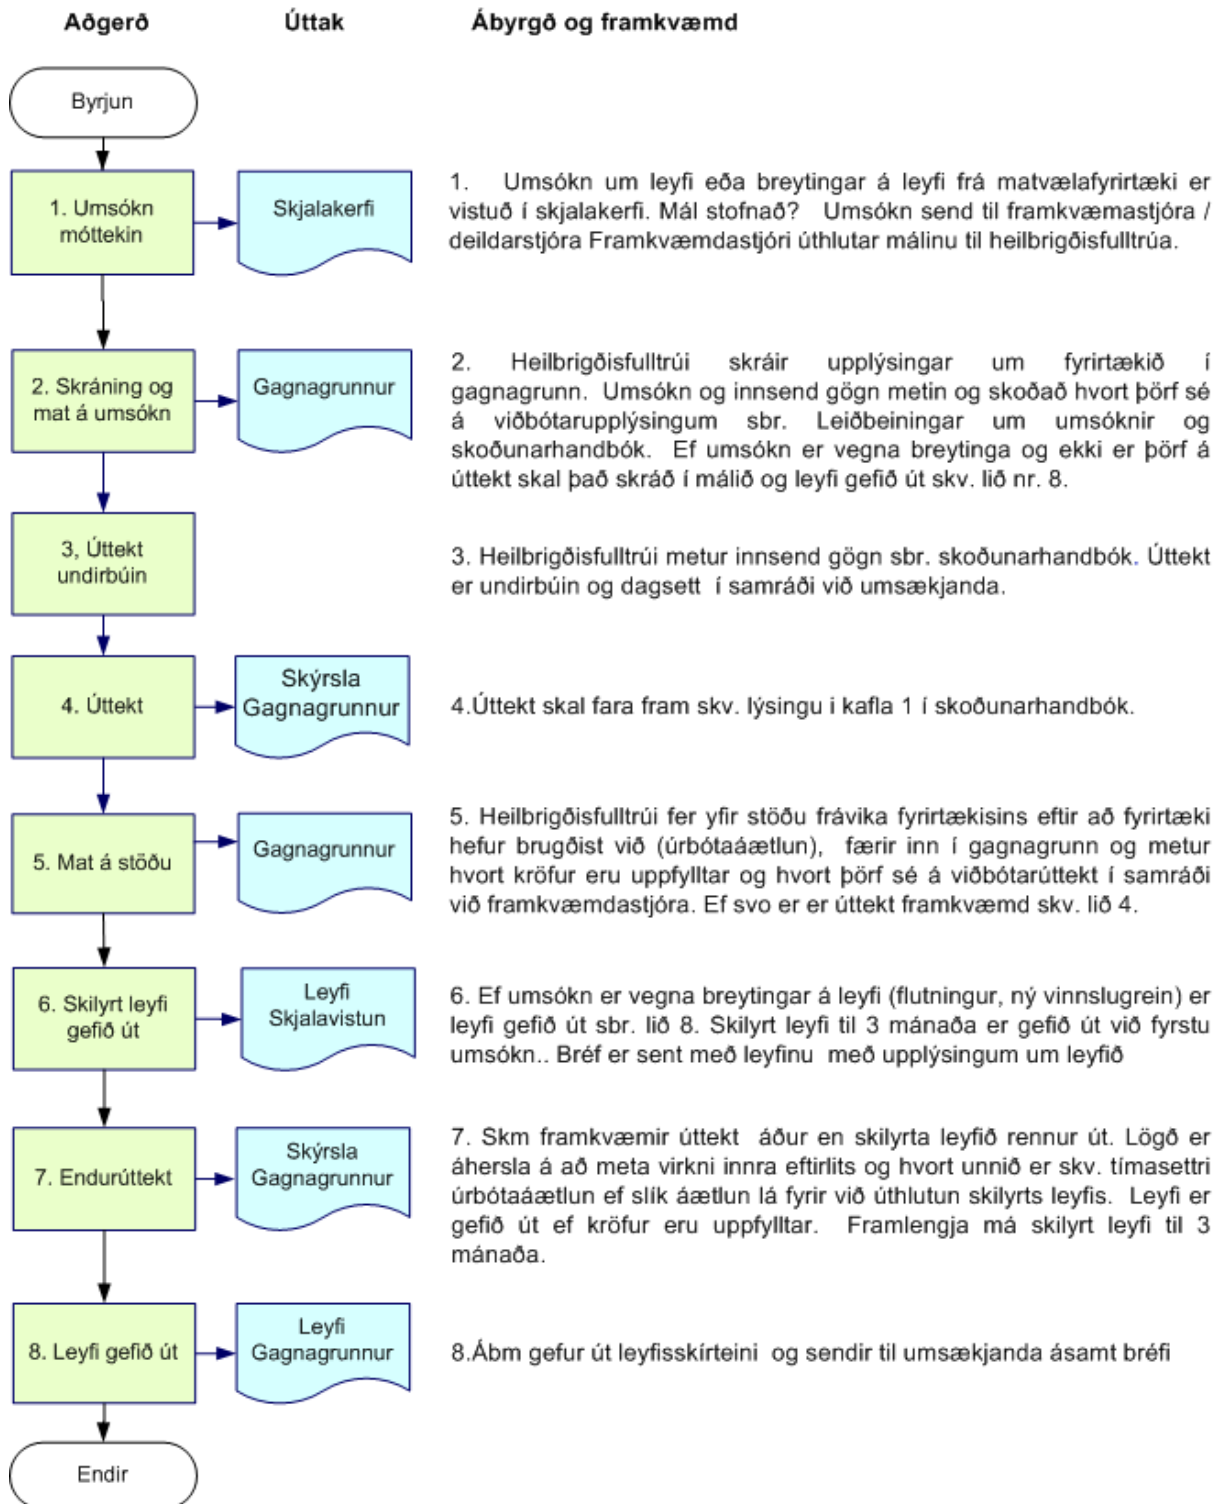 Aðgerð Úttak Ábyrgð og framkvæmd
Byrjun
1. Umsókn
móttekin
Skjalakerfi
1. Umsókn um leyfi eða breytingar á leyfi frá matvælafyrirtæki er
vistuð í skjalakerfi. Mál stofnað? Umsókn send til framkvæmastjóra /
deildarstjóra Framkvæmdastjóri úthlutar málinu til heilbrigðisfulltrúa.
2. Skráning og
mat á umsókn
Gagnagrunnur
2. Heilbrigðisfulltrúi skráir upplýsingar um fyrirtækið í
gagnagrunn. Umsókn og innsend gögn metin og skoðað hvort þörf sé
á viðbótarupplýsingum sbr. Leiðbeiningar um umsóknir og
skoðunarhandbók. Ef umsókn er vegna breytinga og ekki er þörf á
úttekt skal það skráð í málið og leyfi gefið út skv. lið nr. 8.
3, Úttekt
undirbúin
3. Heilbrigðisfulltrúi metur innsend gögn sbr. skoðunarhandbók. Úttekt
er undirbúin og dagsett í samráði við umsækjanda.
4. Úttekt
Skýrsla
Gagnagrunnur
4.Úttekt skal fara fram skv. lýsingu i kafla 1 í skoðunarhandbók.
5. Mat á stöðu
Gagnagrunnur
5. Heilbrigðisfulltrúi fer yfir stöðu frávika fyrirtækisins eftir að fyrirtæki
hefur brugðist við (úrbótaáætlun), færir inn í gagnagrunn og metur
hvort kröfur eru uppfylltar og hvort þörf sé á viðbótarúttekt í samráði
við framkvæmdastjóra. Ef svo er er úttekt framkvæmd skv. lið 4.
6. Skilyrt leyfi
gefið út
Leyfi
Skjalavistun
6. Ef umsókn er vegna breytingar á leyfi (flutningur, ný vinnslugrein) er
leyfi gefið út sbr. lið 8. Skilyrt leyfi til 3 mánaða er gefið út við fyrstu
umsókn.. Bréf er sent með leyfinu með upplýsingum um leyfið
7. Endurúttekt
Skýrsla
Gagnagrunnur
7. Skm framkvæmir úttekt áður en skilyrta leyfið rennur út. Lögð er
áhersla á að meta virkni innra eftirlits og hvort unnið er skv. tímasettri
úrbótaáætlun ef slík áætlun lá fyrir við úthlutun skilyrts leyfis. Leyfi er
gefið út ef kröfur eru uppfylltar. Framlengja má skilyrt leyfi til 3
mánaða.
8. Leyfi gefið út
Leyfi
Gagnagrunnur
8.Ábm gefur út leyfisskírteini og sendir til umsækjanda ásamt bréfi
Endir